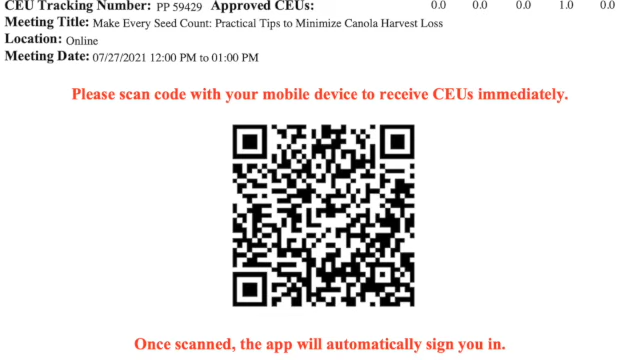 CEU Tracking Number: PP 59429 Approved CEUs: 0.0 0.0 0.0 1.0 0.0
Meeting Title: Make Every Seed Count: Practical Tips to Minimize Canola Harvest Loss
Location: Online
Meeting Date: 07/27/2021 12:00 PM to 01:00 PM
Please scan code with your mobile device to receive CEUs immediately.
Once scanned, the app will automatically sign you in.